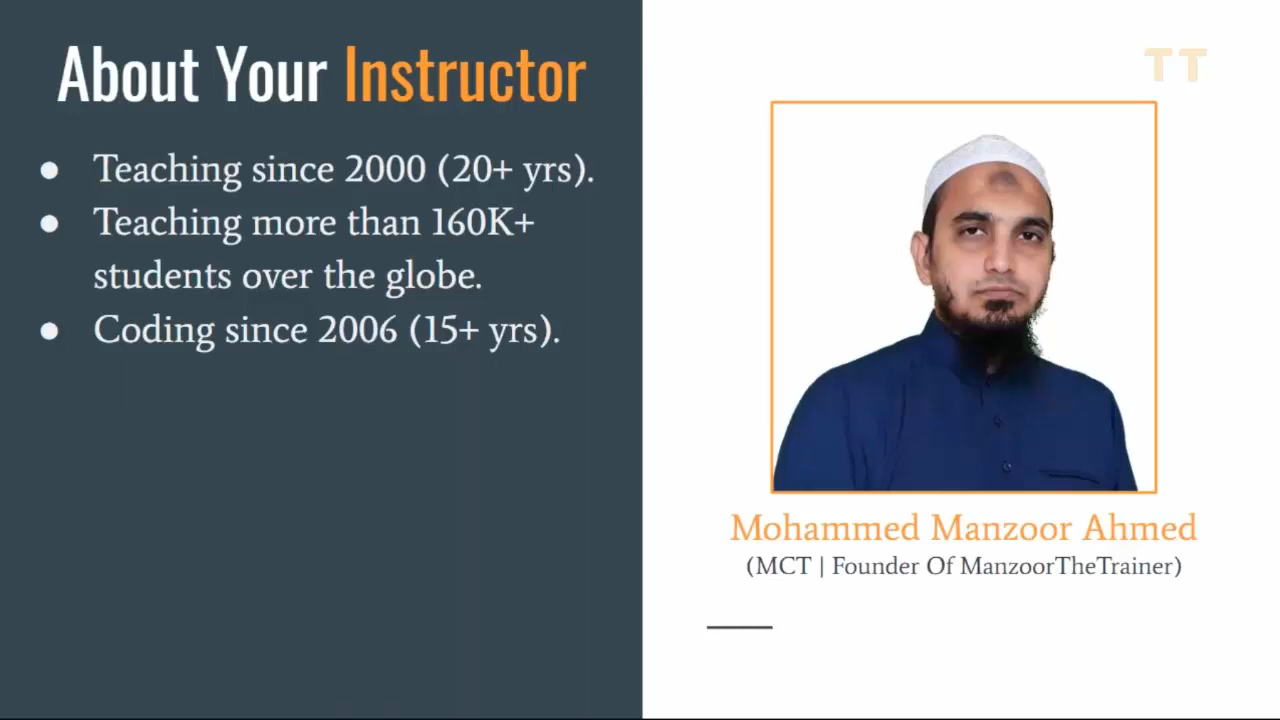 About Your Instructor
● Teaching since 2000 (20+ yrs).
● Teaching more than 160K+
students over the globe.
● Coding since 2006 (15+ yrs).
TT
Mohammed Manzoor Ahmed
(MCT | Founder Of ManzoorTheTrainer)